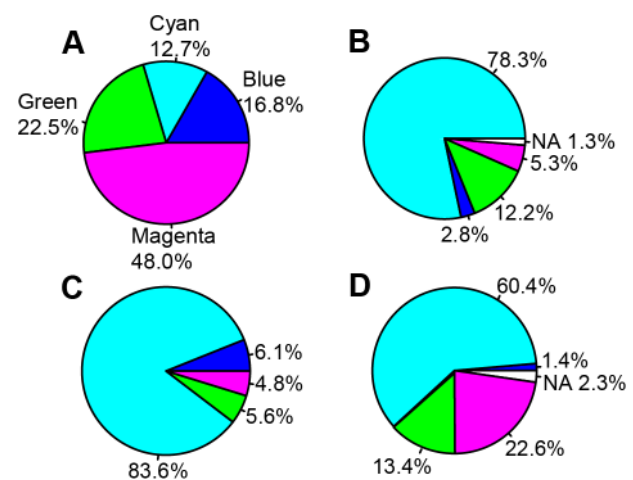 A
Cyan
12.7%
Blue
16.8%
Green
22.5%
Magenta
48.0%
B
78.3%
NA 1.3%
5.3%
12.2%
2.8%
C
6.1%
4.8%
5.6%
83.6%
D
60.4%
1.4%
NA 2.3%
22.6%
13.4%